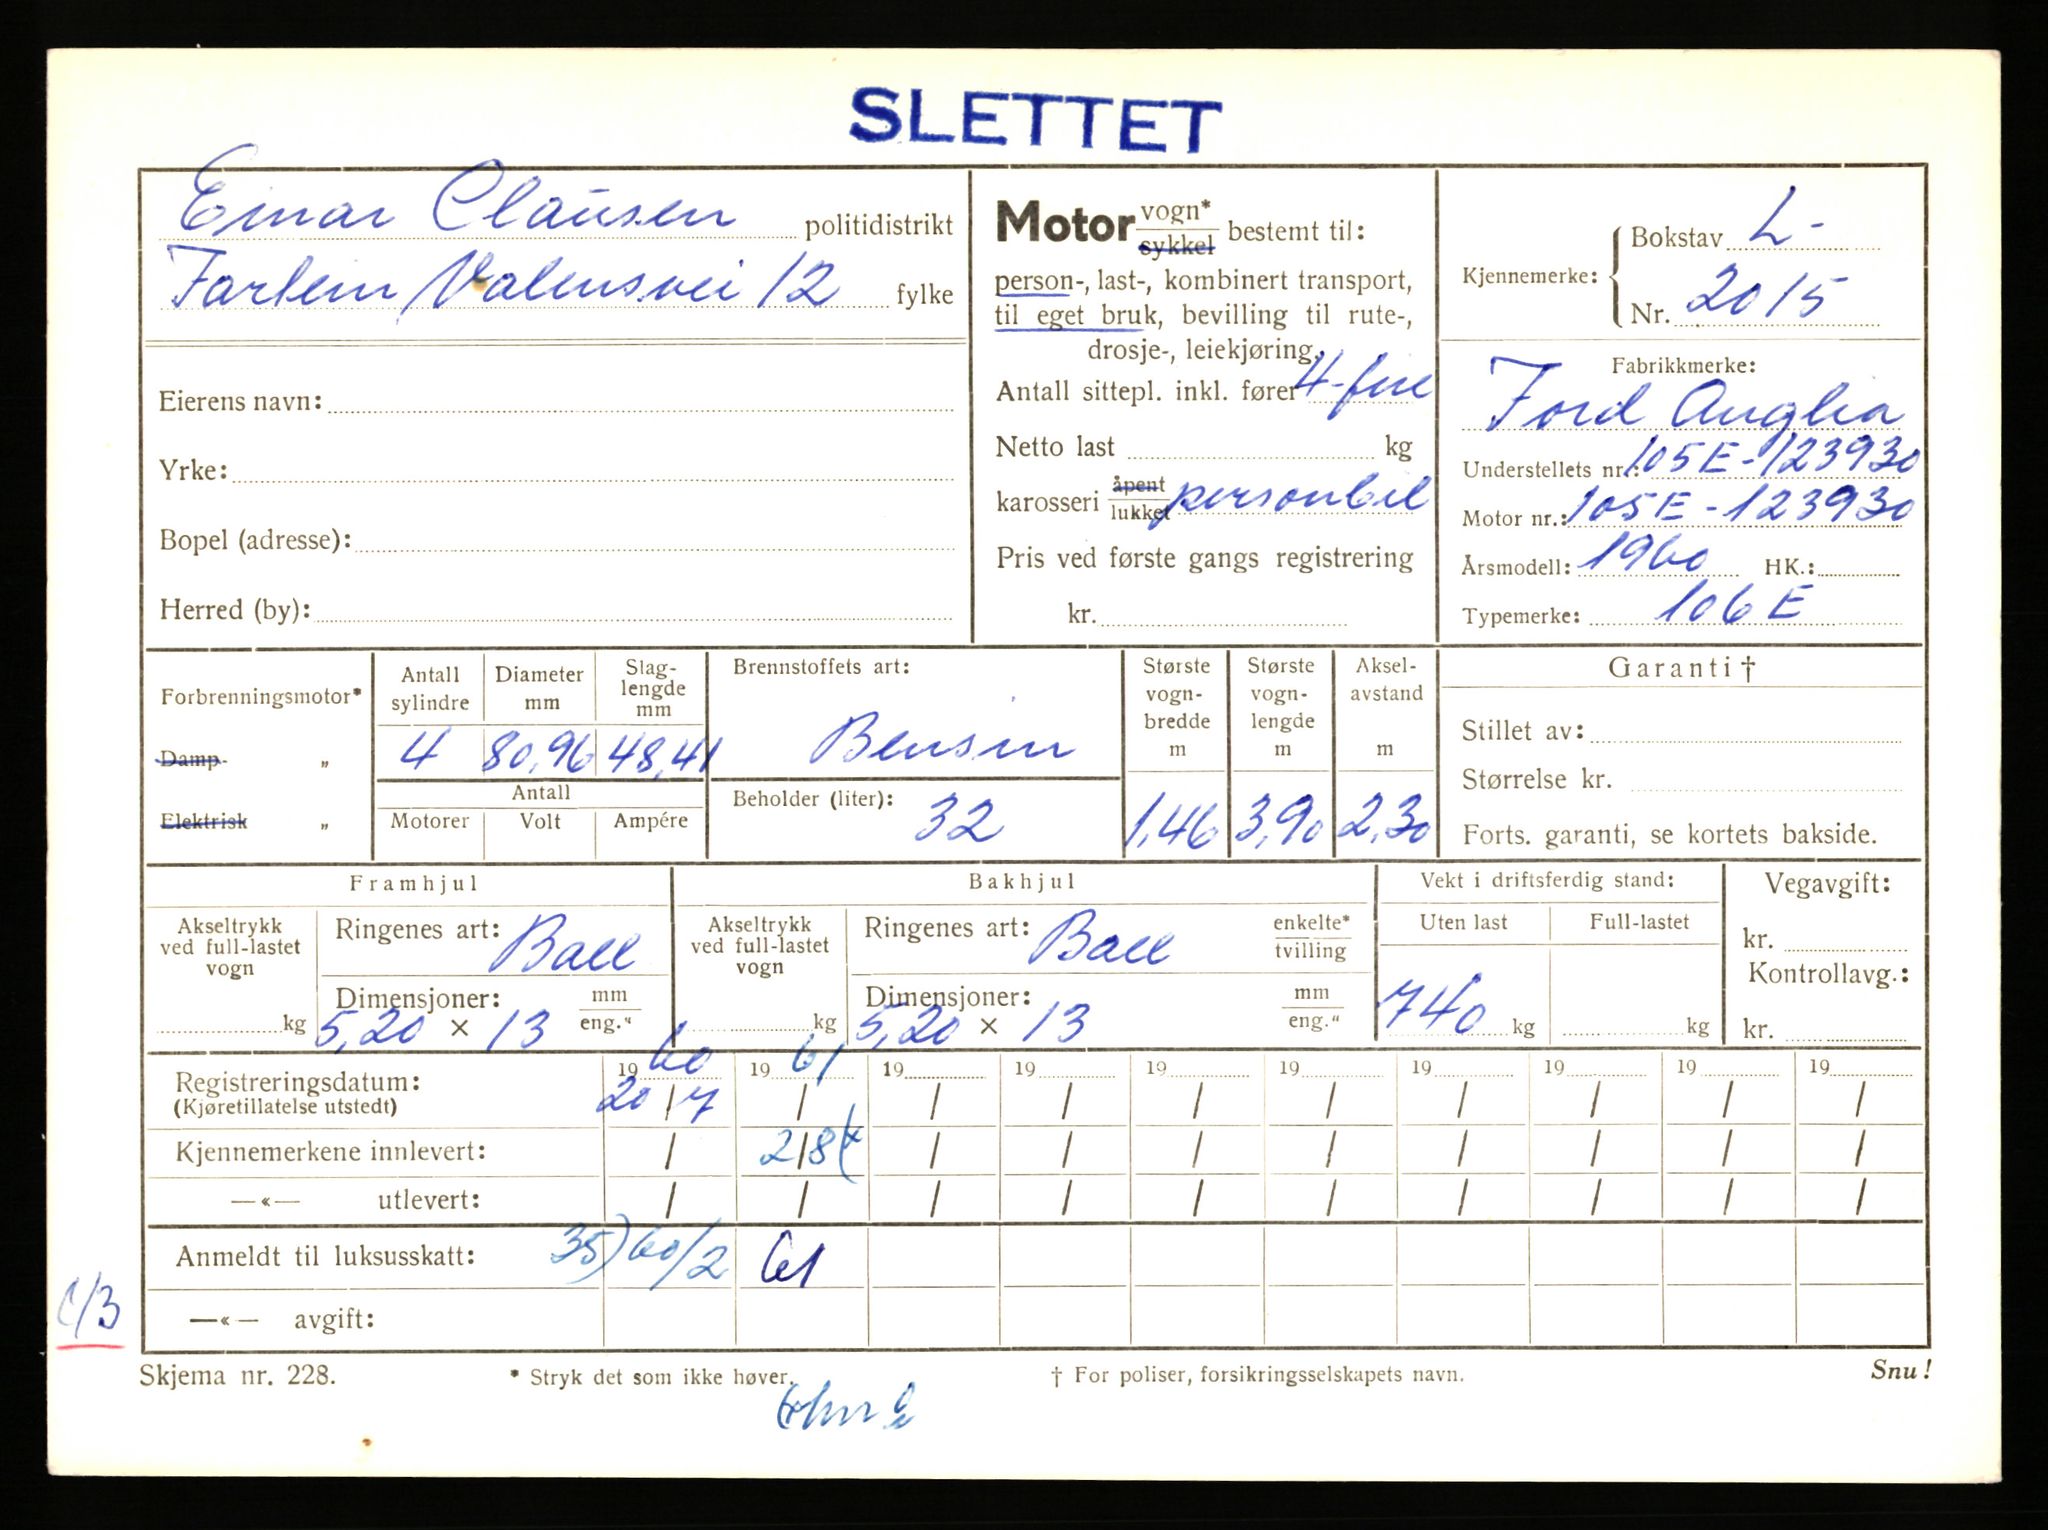 SLETTET
Einar Clausen politidistrikt
12 fylke
Eierens navn:
Yrke:
Bopel (adresse):
Herred (by):
Motor vogn* sykkel bestemt til:
person-, last-, kombinert transport,
til eget bruk, bevilling til rute-,
drosje-, leiekjøring.
Antall sittepl. inkl. fører 4-fire
Netto last kg
karosseri åpent lukket personbil
Pris ved første gangs registrering
kr.
Kjennemerke: Bokstav L-
Nr. 2015
Fabrikkmerke:
Ford Anglia
Understellets nr.: 105E-123930
Motor nr.: 105E-123930
Årsmodell: 1960 HK.:
Typemerke: 106E
Forbrenningsmotor*
Damp „
Elektrisk „
Antall sylindre Diameter mm Slag-lengde mm
4 80,96 48,41
Antall
Motorer Volt Ampére
Brennstoffets art:
Bensin
Beholder (liter): 32
Største vogn-bredde m Største vogn-lengde m Aksel-avstand m
1,46 3,90 2,30
Garanti †
Stillet av:
Størrelse kr.
Forts. garanti, se kortets bakside.
Framhjul
Akseltrykk ved full-lastet vogn
kg
Ringenes art: Ball
Dimensjoner: mm eng."
5,20 × 13
Bakhjul
Akseltrykk ved full-lastet vogn
kg
Ringenes art: Ball enkelte* tvilling
Dimensjoner: mm eng."
5,20 × 13
Vekt i driftsferdig stand:
Uten last Full-lastet
740 kg kg
Vegavgift:
kr.
Kontrollavg.:
kr.
19 60 19 61 19 19 19 19 19 19 19 19
Registreringsdatum: 20/7 / / / / / / / / /
(Kjøretillatelse utstedt)
Kjennemerkene innlevert: / 2/8 / / / / / / / /
—«— utlevert: / / / / / / / / / /
Anmeldt til luksusskatt: 35) 60/2 61
—«— avgift:
C/3
Skjema nr. 228. * Stryk det som ikke høver. † For poliser, forsikringsselskapets navn. Snu!